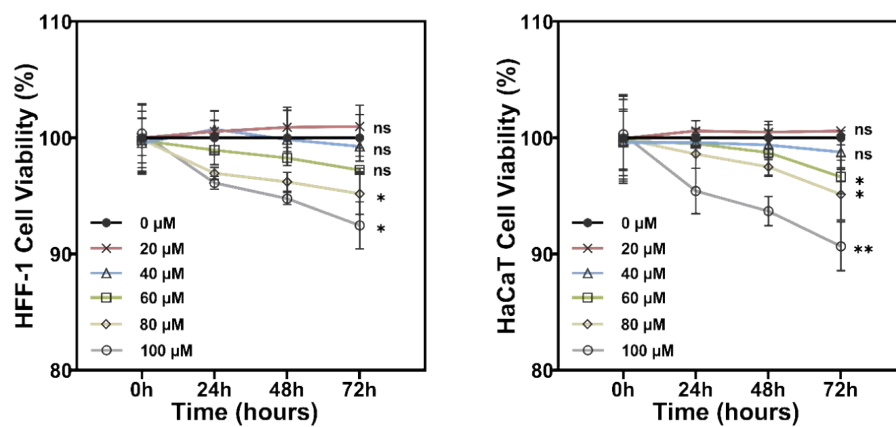 110
100
90
80
HFF-1 Cell Viability (%)
ns
ns
ns
*
*
0 μM
20 μM
40 μM
60 μM
80 μM
100 μM
0h 24h 48h 72h
Time (hours)
110
100
90
80
HaCaT Cell Viability (%)
ns
ns
*
*
**
0 μM
20 μM
40 μM
60 μM
80 μM
100 μM
0h 24h 48h 72h
Time (hours)